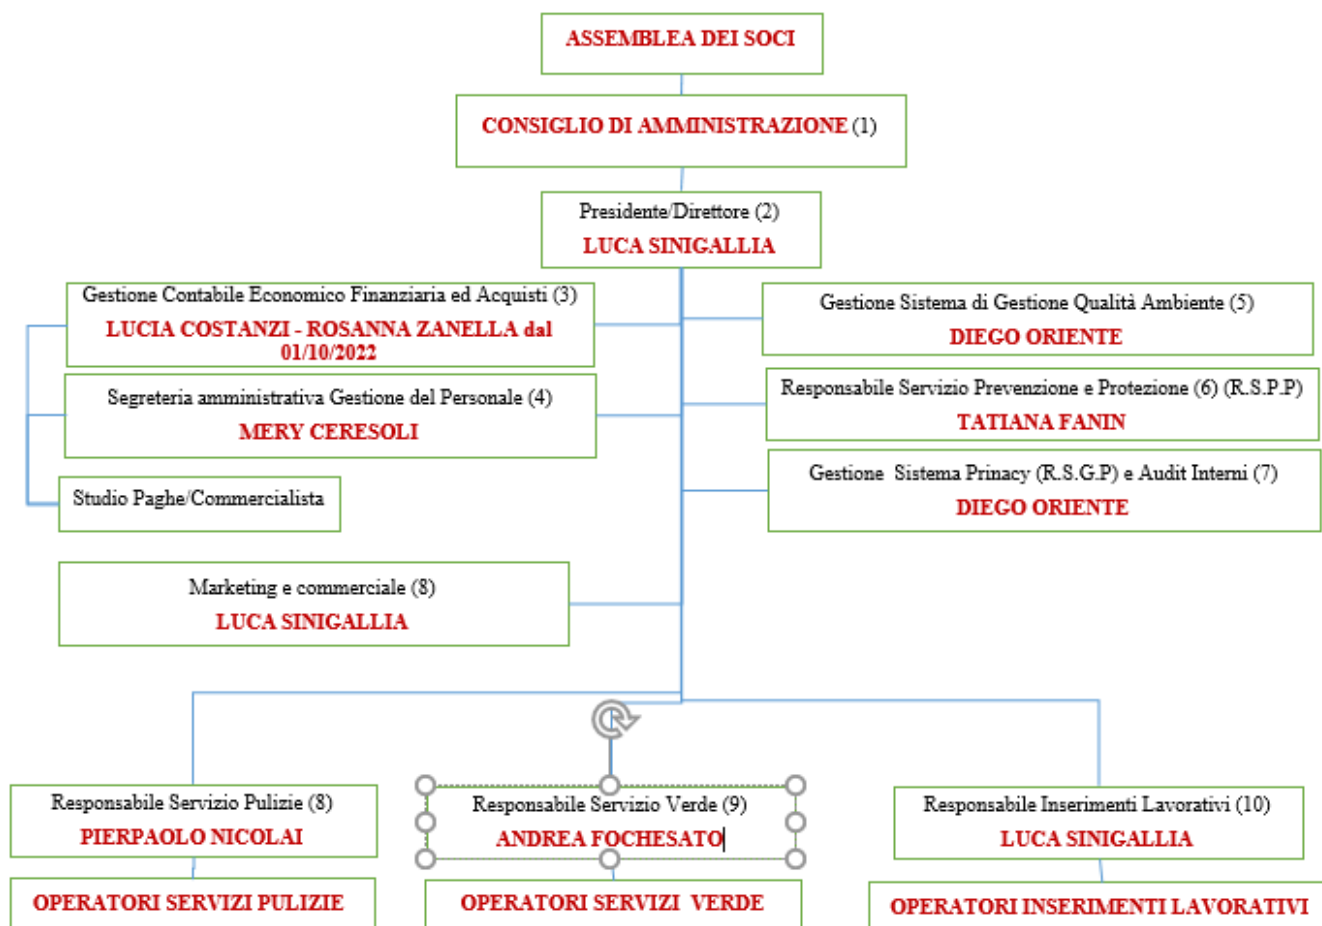 ASSEMBLEA DEI SOCI
CONSIGLIO DI AMMINISTRAZIONE (1)
Presidente/Direttore (2)
LUCA SINIGALLIA
Gestione Contabile Economico Finanziaria ed Acquisti (3)
LUCIA COSTANZI - ROSANNA ZANELLA dal
01/10/2022
Gestione Sistema di Gestione Qualità Ambiente (5)
DIEGO ORIENTE
Segreteria amministrativa Gestione del Personale (4)
MERY CERESOLI
Responsabile Servizio Prevenzione e Protezione (6) (R.S.P.P)
TATIANA FANIN
Studio Paghe/Commercialista
Gestione Sistema Prinacy (R.S.G.P) e Audit Interni (7)
DIEGO ORIENTE
Marketing e commerciale (8)
LUCA SINIGALLIA
Responsabile Servizio Pulizie (8)
PIERPAOLO NICOLAI
Responsabile Servizio Verde (9)
ANDREA FOCHESATO
Responsabile Inserimenti Lavorativi (10)
LUCA SINIGALLIA
OPERATORI SERVIZI PULIZIE
OPERATORI SERVIZI VERDE
OPERATORI INSERIMENTI LAVORATIVI